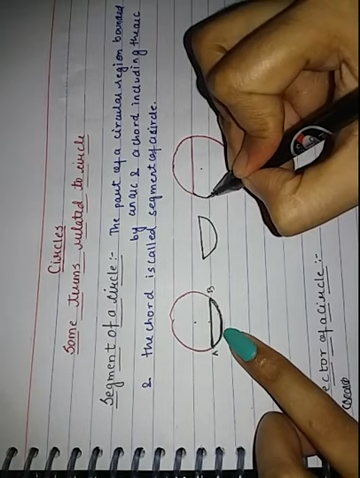 Circles
Some terms related to circle
Segment of a circle:- The part of a circular region bounded
by an arc & a chord including the arc
& the chord is called segment of a circle.
A B
ector of a circle:-